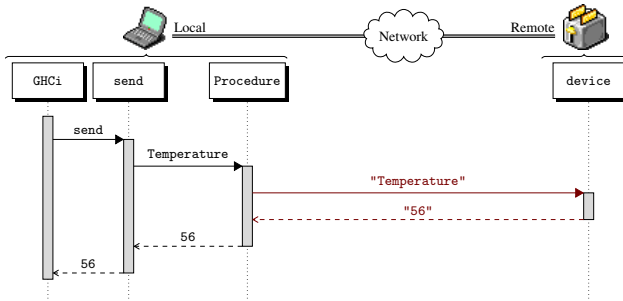 Local
Network
Remote
GHCi
send
Procedure
device
send
Temperature
"Temperature"
"56"
56
56